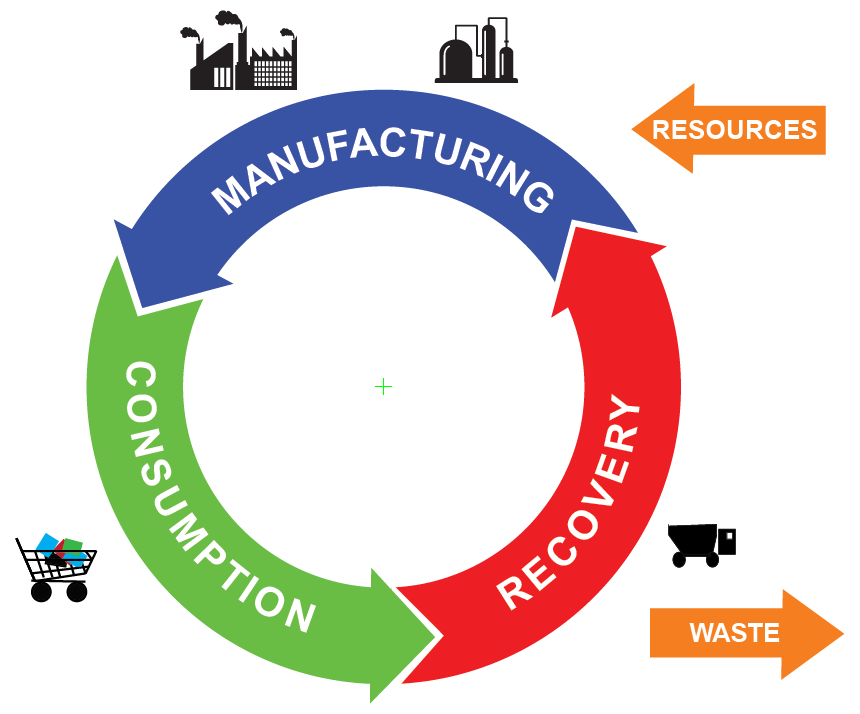 MANUFACTURING
RESOURCES
CONSUMPTION
RECOVERY
WASTE